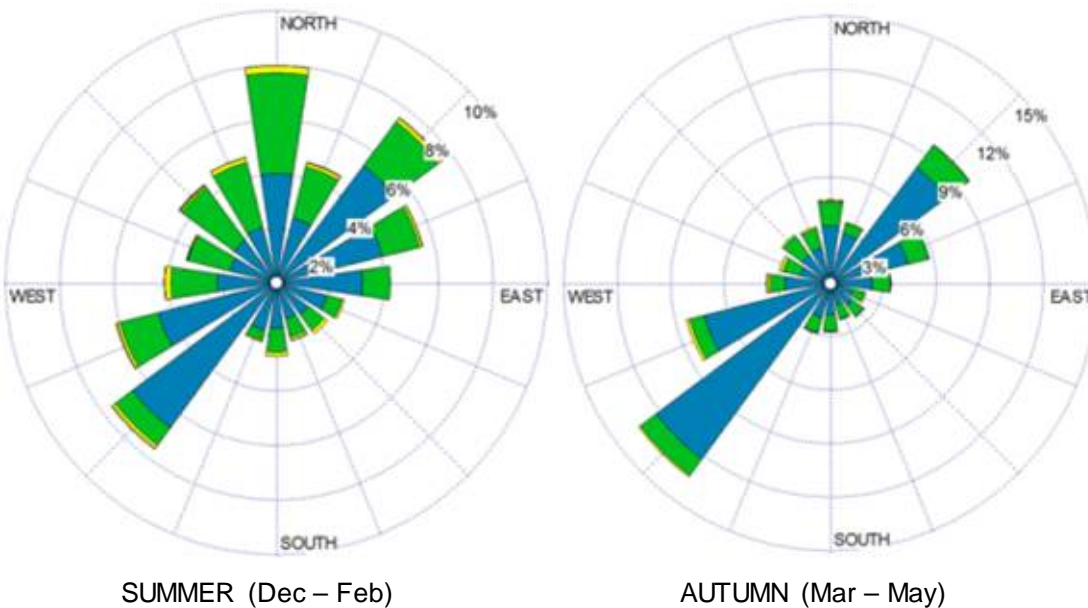 NORTH
10%
8%
6%
4%
2%
WEST
EAST
SOUTH
SUMMER (Dec – Feb)
NORTH
15%
12%
9%
6%
3%
WEST
EAST
SOUTH
AUTUMN (Mar – May)